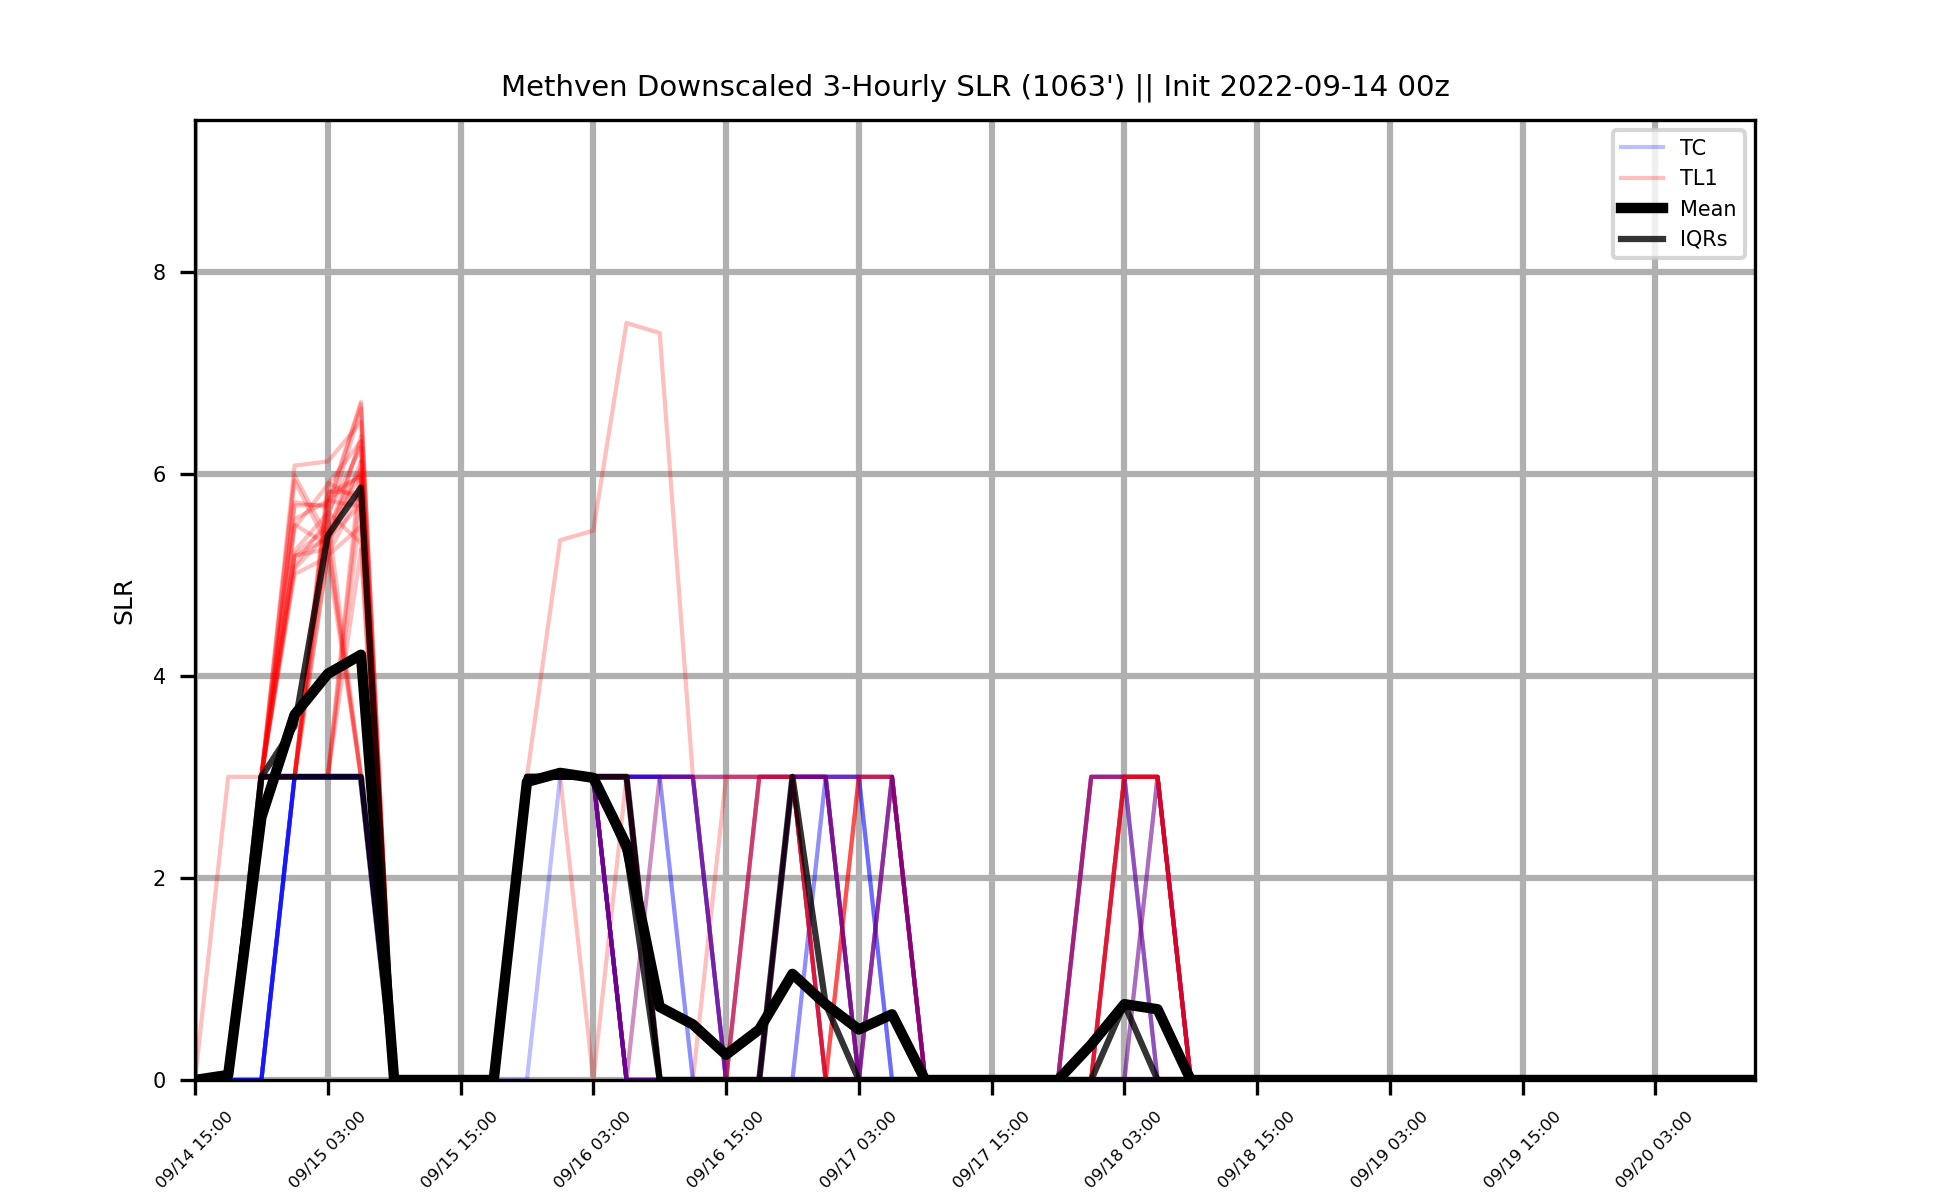 Methven Downscaled 3-Hourly SLR (1063') || Init 2022-09-14 00z
TC
TL1
Mean
IQRs
SLR
8
6
4
2
0
09/14 15:00
09/15 03:00
09/15 15:00
09/16 03:00
09/16 15:00
09/17 03:00
09/17 15:00
09/18 03:00
09/18 15:00
09/19 03:00
09/19 15:00
09/20 03:00